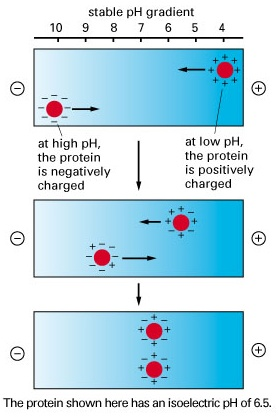 stable pH gradient
10 9 8 7 6 5 4
at high pH,
the protein
is negatively
charged
at low pH,
the protein
is positively
charged
The protein shown here has an isoelectric pH of 6.5.